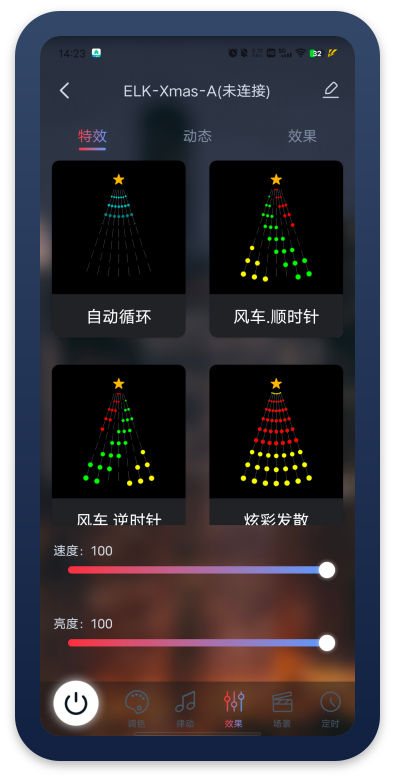 14:23
32
ELK-Xmas-A(未连接)
特效 动态 效果
自动循环 风车.顺时针
风车.逆时针 炫彩发散
速度: 100
亮度: 100
调色 律动 效果 场景 定时